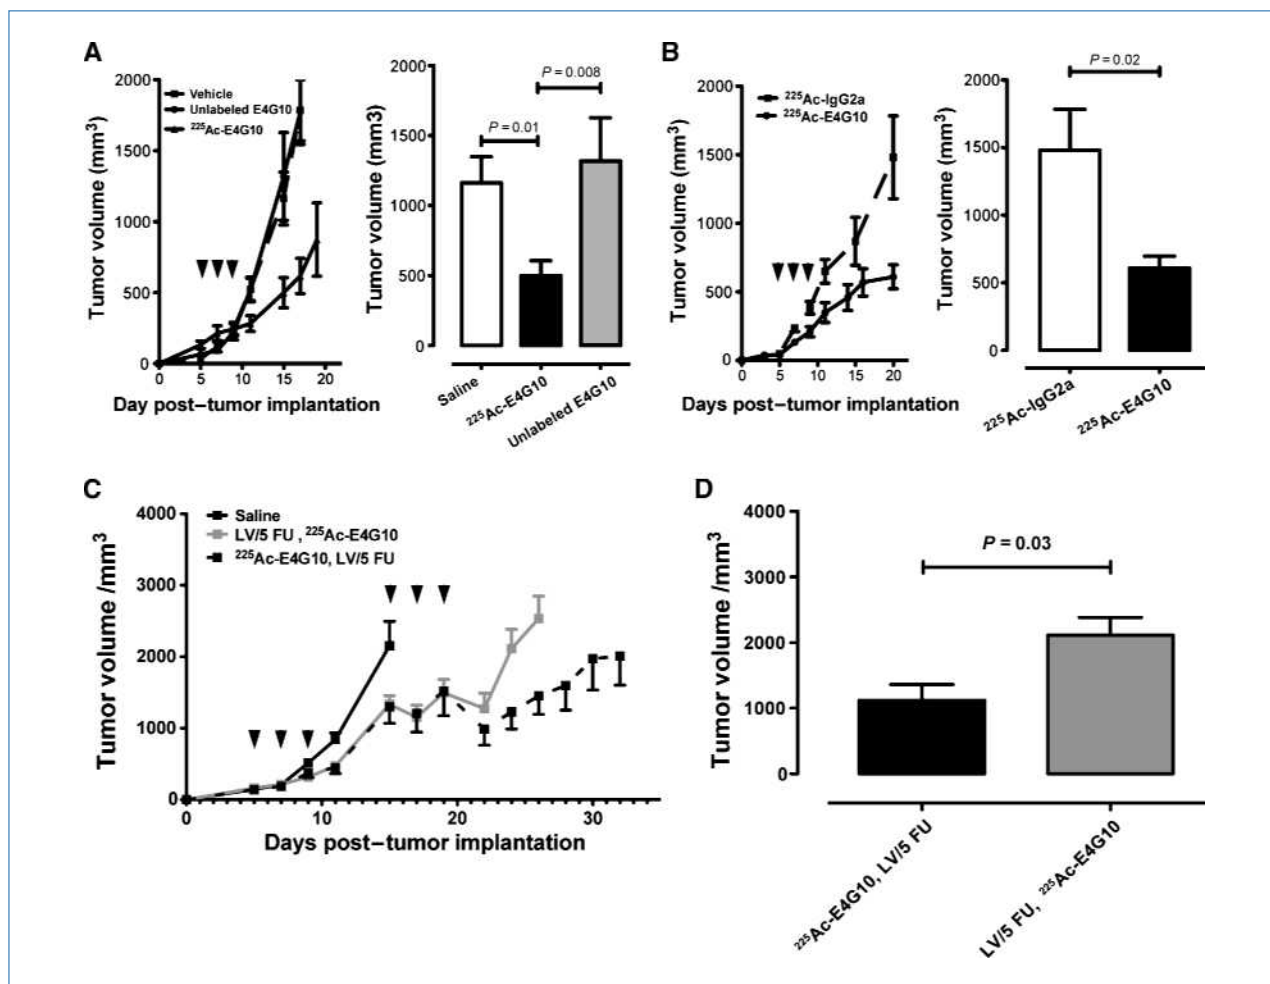 A
Tumor volume (mm³)
2000
1500
1000
500
0
Vehicle
Unlabeled E4G10
²²⁵Ac-E4G10
0 5 10 15 20
Day post–tumor implantation
Tumor volume (mm3)
2000
1500
1000
500
0
P = 0.01
P = 0.008
Saline
²²⁵Ac-E4G10
Unlabeled E4G10
B
Tumor volume (mm³)
2000
1500
1000
500
0
²²⁵Ac-IgG2a
²²⁵Ac-E4G10
0 5 10 15 20
Days post–tumor implantation
Tumor volume (mm³)
2000
1500
1000
500
0
P = 0.02
²²⁵Ac-IgG2a
²²⁵Ac-E4G10
C
Tumor volume /mm³
4000
3000
2000
1000
0
Saline
LV/5 FU , ²²⁵Ac-E4G10
²²⁵Ac-E4G10, LV/5 FU
0 10 20 30
Days post–tumor implantation
D
Tumor volume /mm³
4000
3000
2000
1000
0
P = 0.03
²²⁵Ac-E4G10, LV/5 FU
LV/5 FU, ²²⁵Ac-E4G10